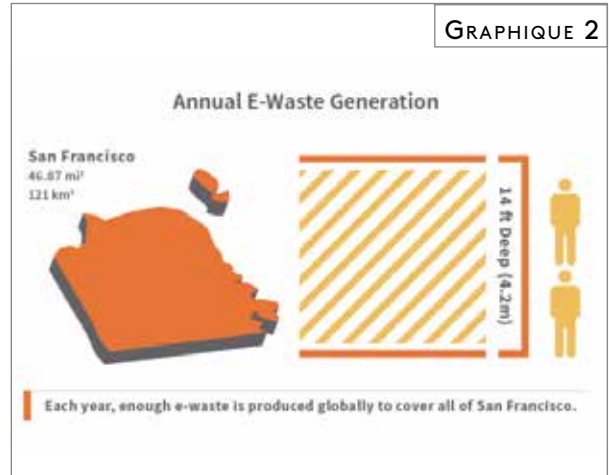 GRAPHIQUE 2
Annual E-Waste Generation
San Francisco
46.87 mi²
121 km²
14 ft Deep (4.2m)
Each year, enough e-waste is produced globally to cover all of San Francisco.